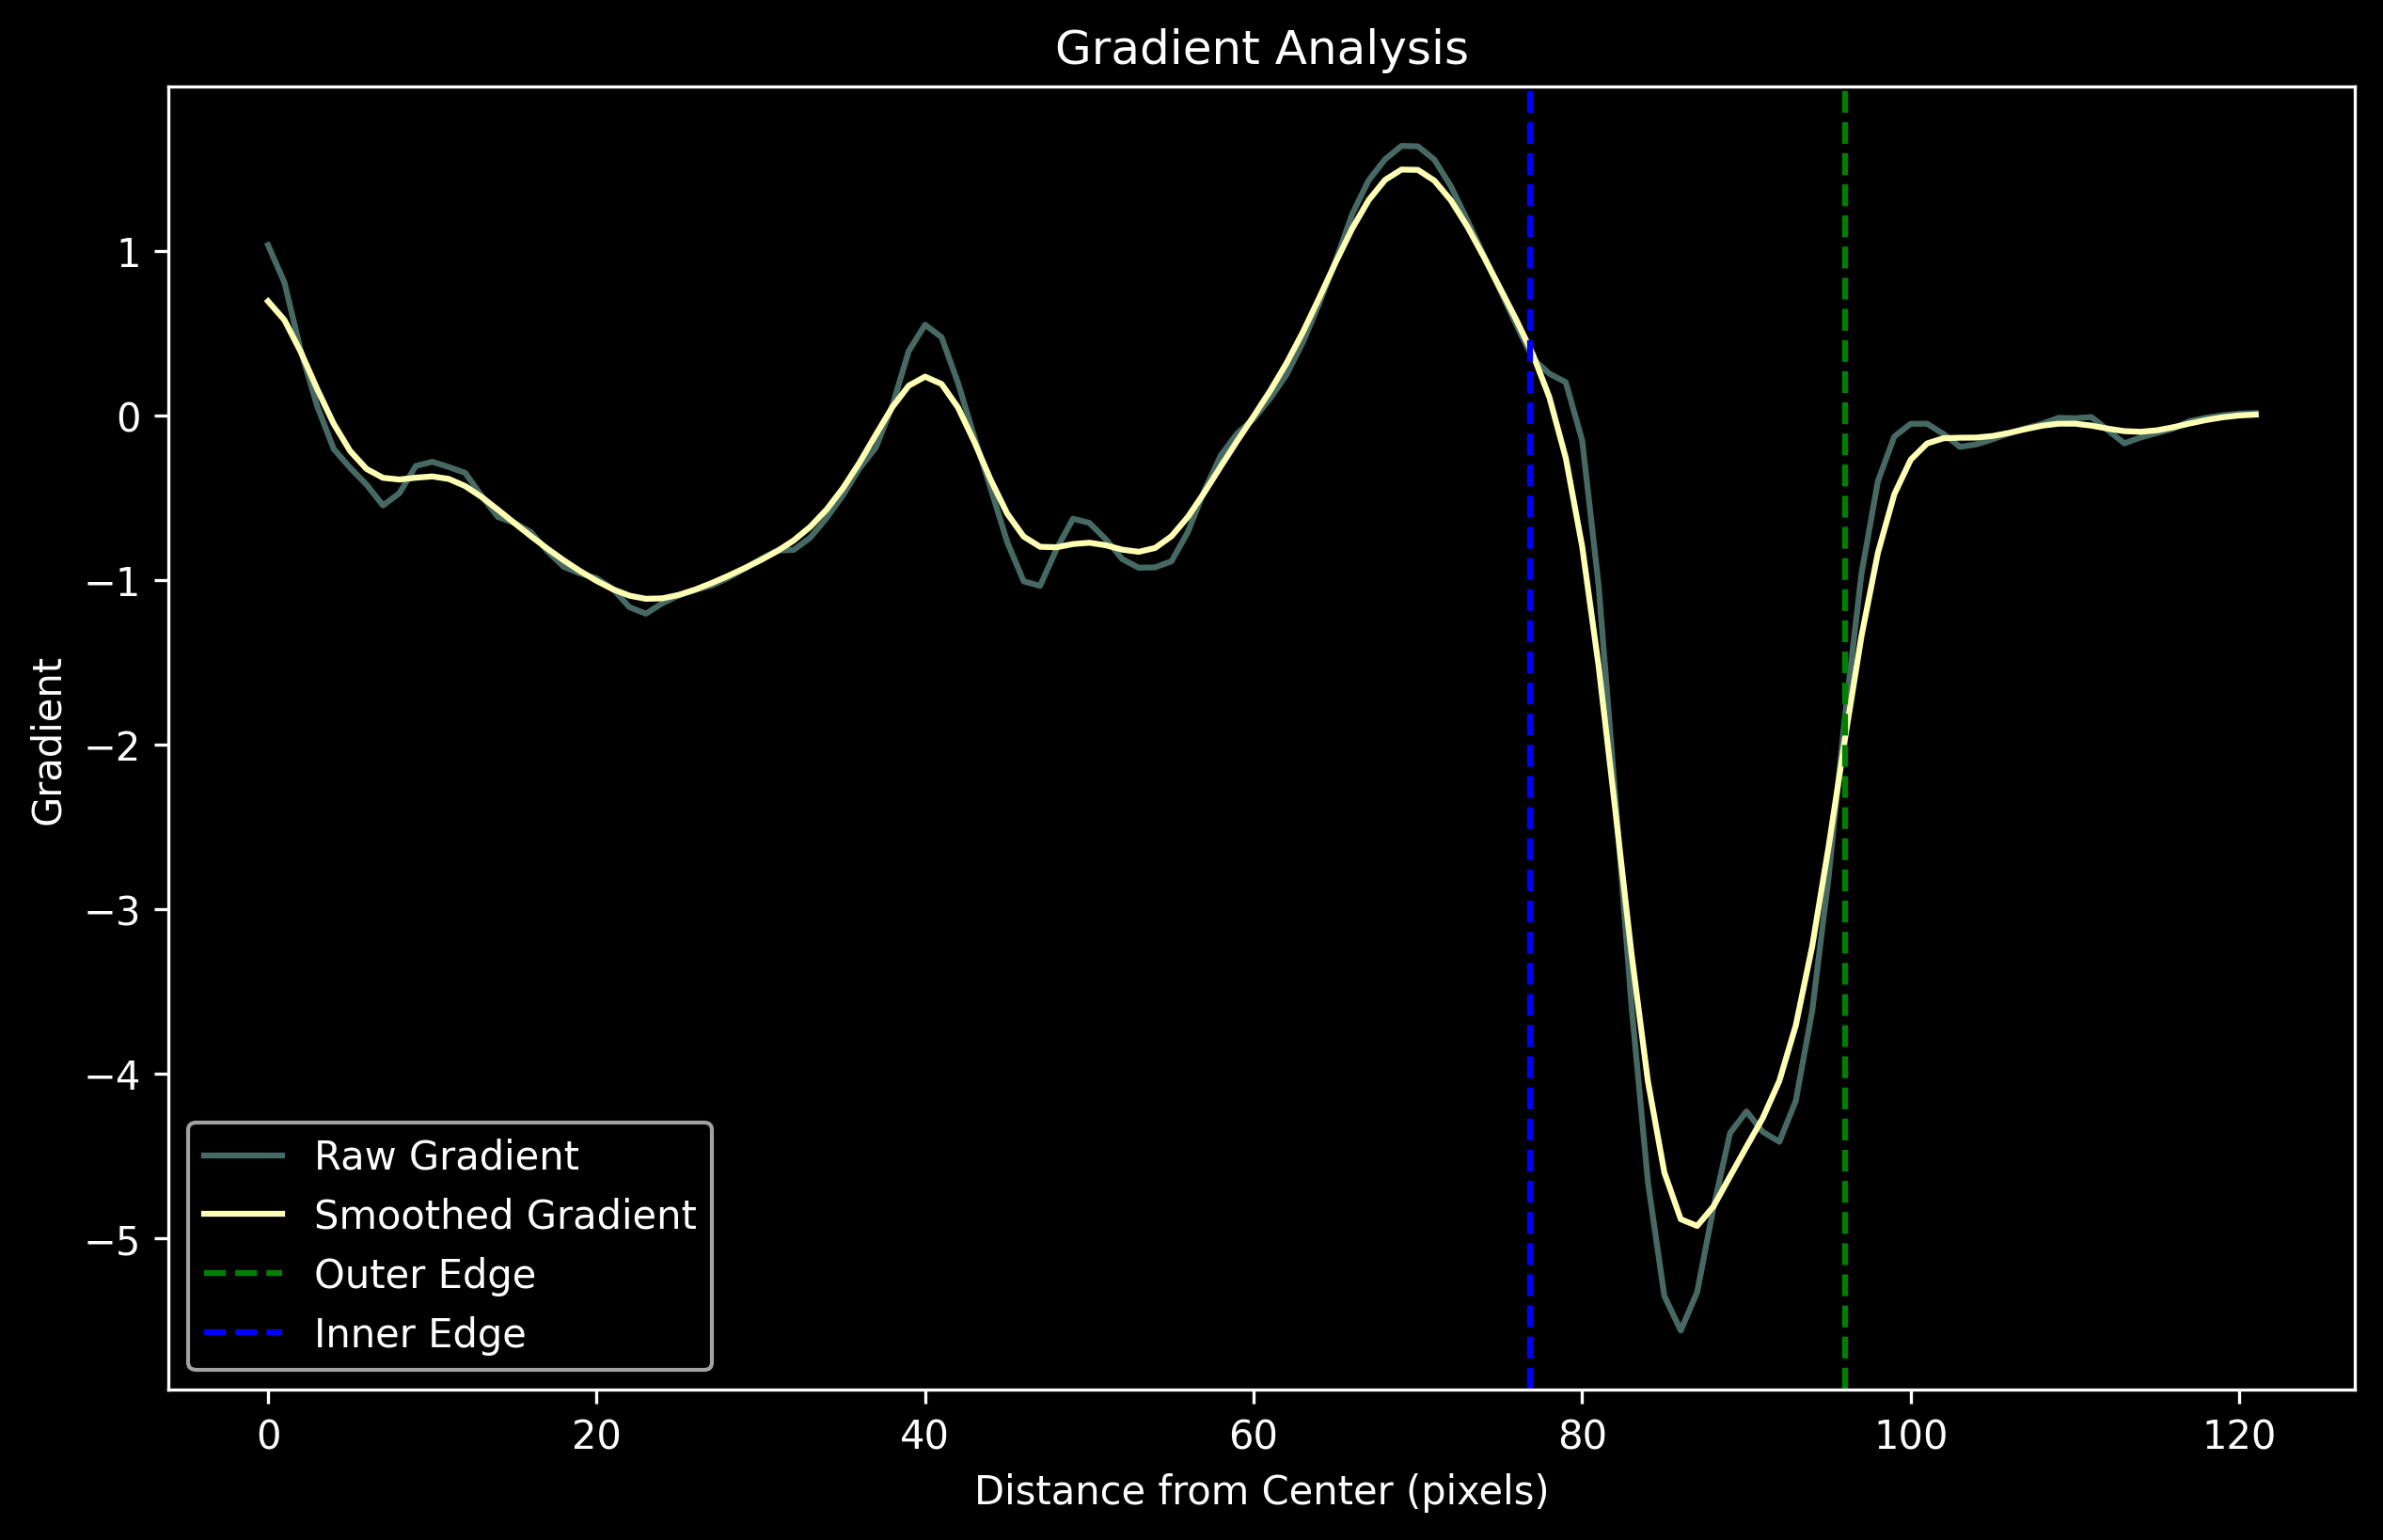 Gradient Analysis
Gradient
1
0
−1
−2
−3
−4
−5
Raw Gradient
Smoothed Gradient
Outer Edge
Inner Edge
0 20 40 60 80 100 120
Distance from Center (pixels)